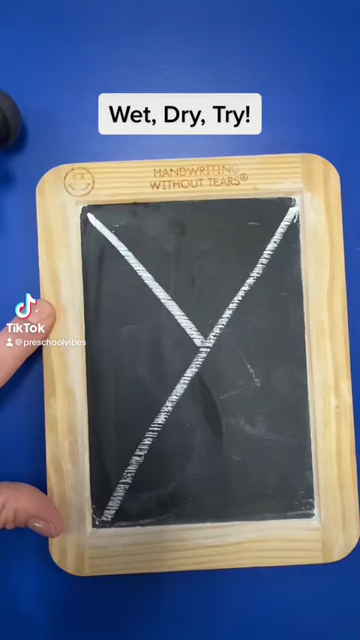 Wet, Dry, Try!
HANDWRITING
WITHOUT TEARS®
Y
TikTok
@preschoolvibes